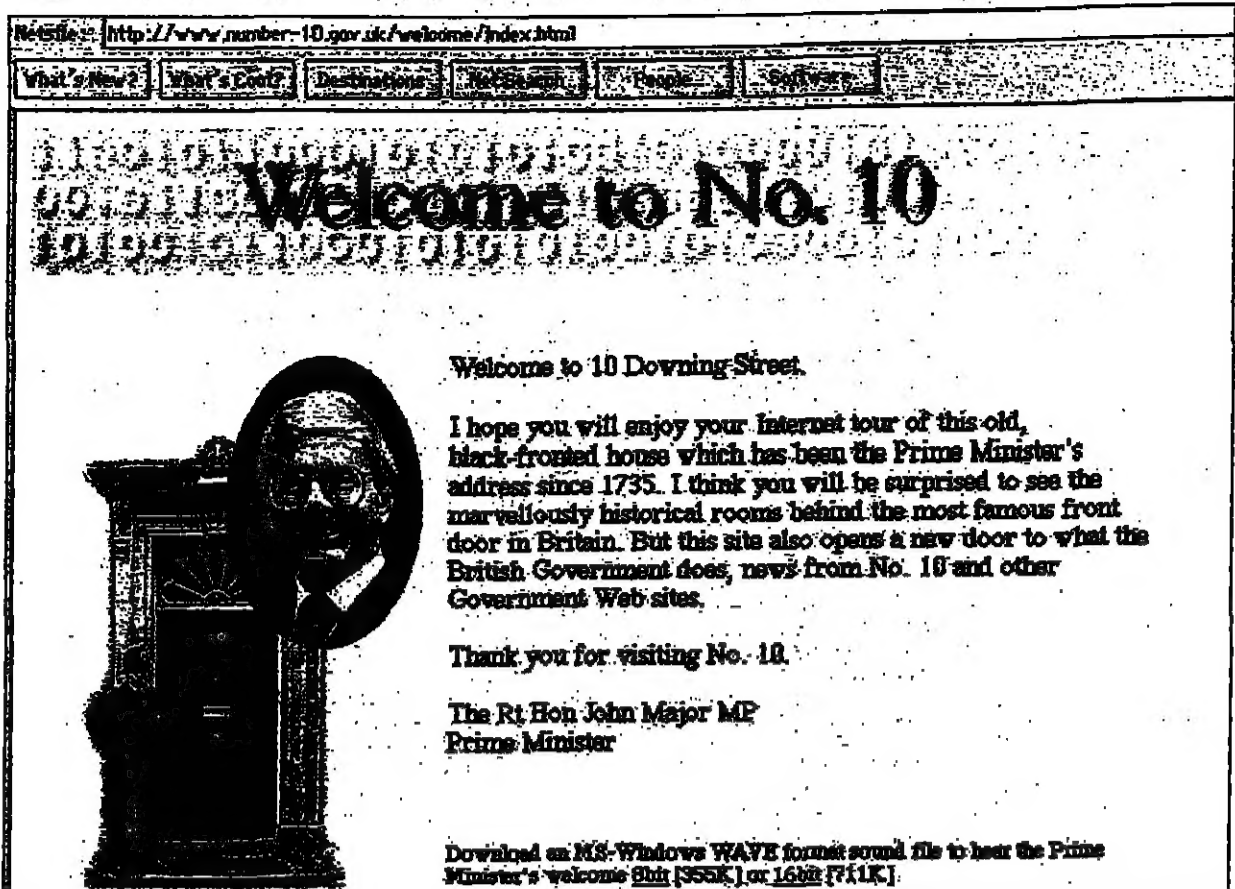 Netsite: http://www.number-10.gov.uk/welcome/index.html
What's New? What's Cool? Destinations Net Search People Software
Welcome to No. 10
Welcome to 10 Downing Street.
I hope you will enjoy your Internet tour of this old,
black-fronted house which has been the Prime Minister's
address since 1735. I think you will be surprised to see the
marvellously historical rooms behind the most famous front
door in Britain. But this site also opens a new door to what the
British Government does, news from No. 10 and other
Government Web sites.
Thank you for visiting No. 10.
The Rt Hon John Major MP
Prime Minister
Download an MS-Windows WAVE format sound file to hear the Prime
Minister's welcome 8bit [355K] or 16bit [711K].